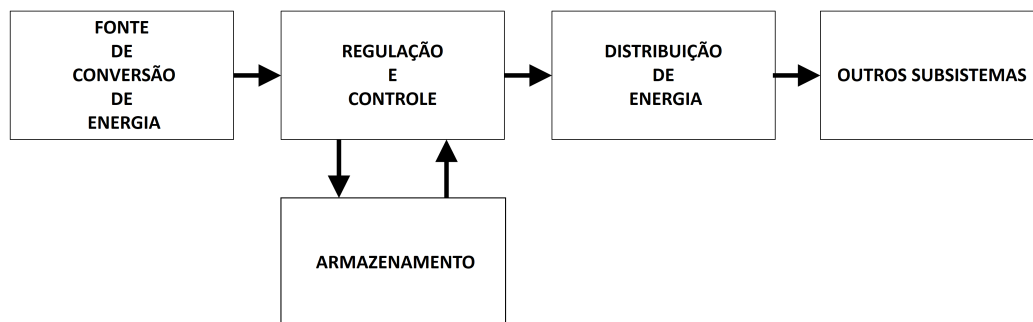 FONTE
DE
CONVERSÃO
DE
ENERGIA
REGULAÇÃO
E
CONTROLE
DISTRIBUIÇÃO
DE
ENERGIA
OUTROS SUBSISTEMAS
ARMAZENAMENTO